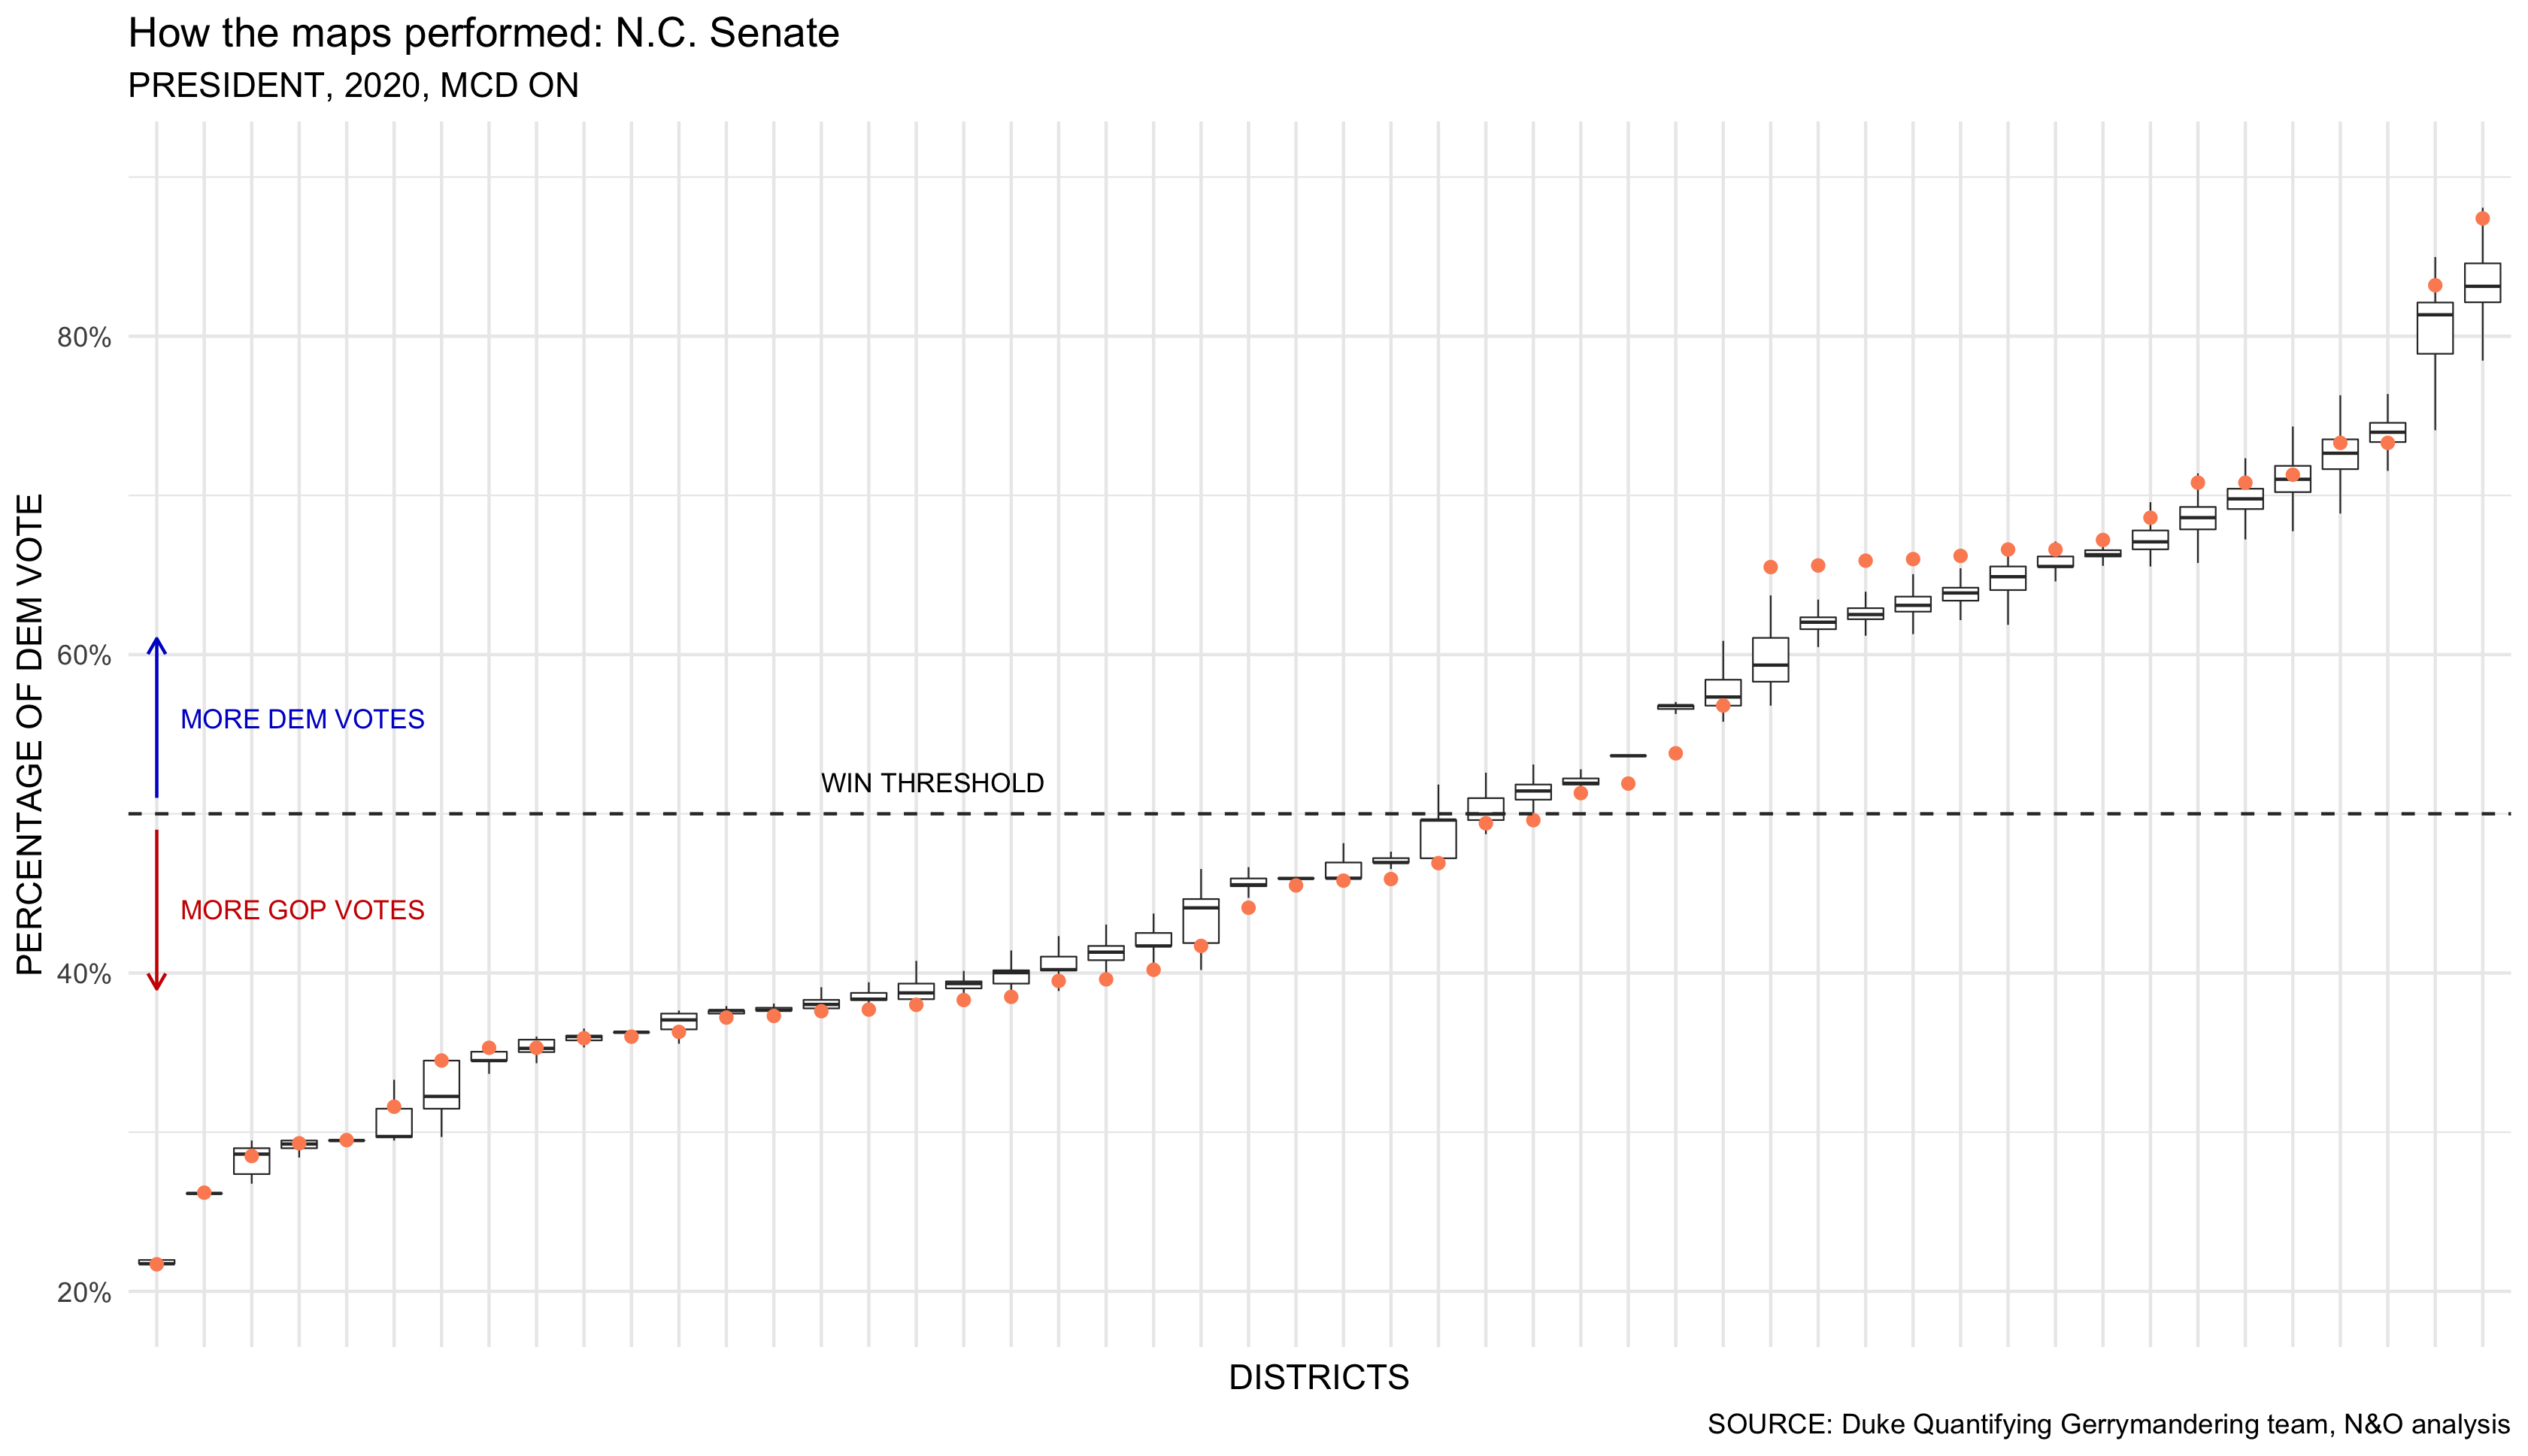 How the maps performed: N.C. Senate
PRESIDENT, 2020, MCD ON
PERCENTAGE OF DEM VOTE
80%
60%
40%
20%
MORE DEM VOTES
WIN THRESHOLD
MORE GOP VOTES
DISTRICTS
SOURCE: Duke Quantifying Gerrymandering team, N&O analysis